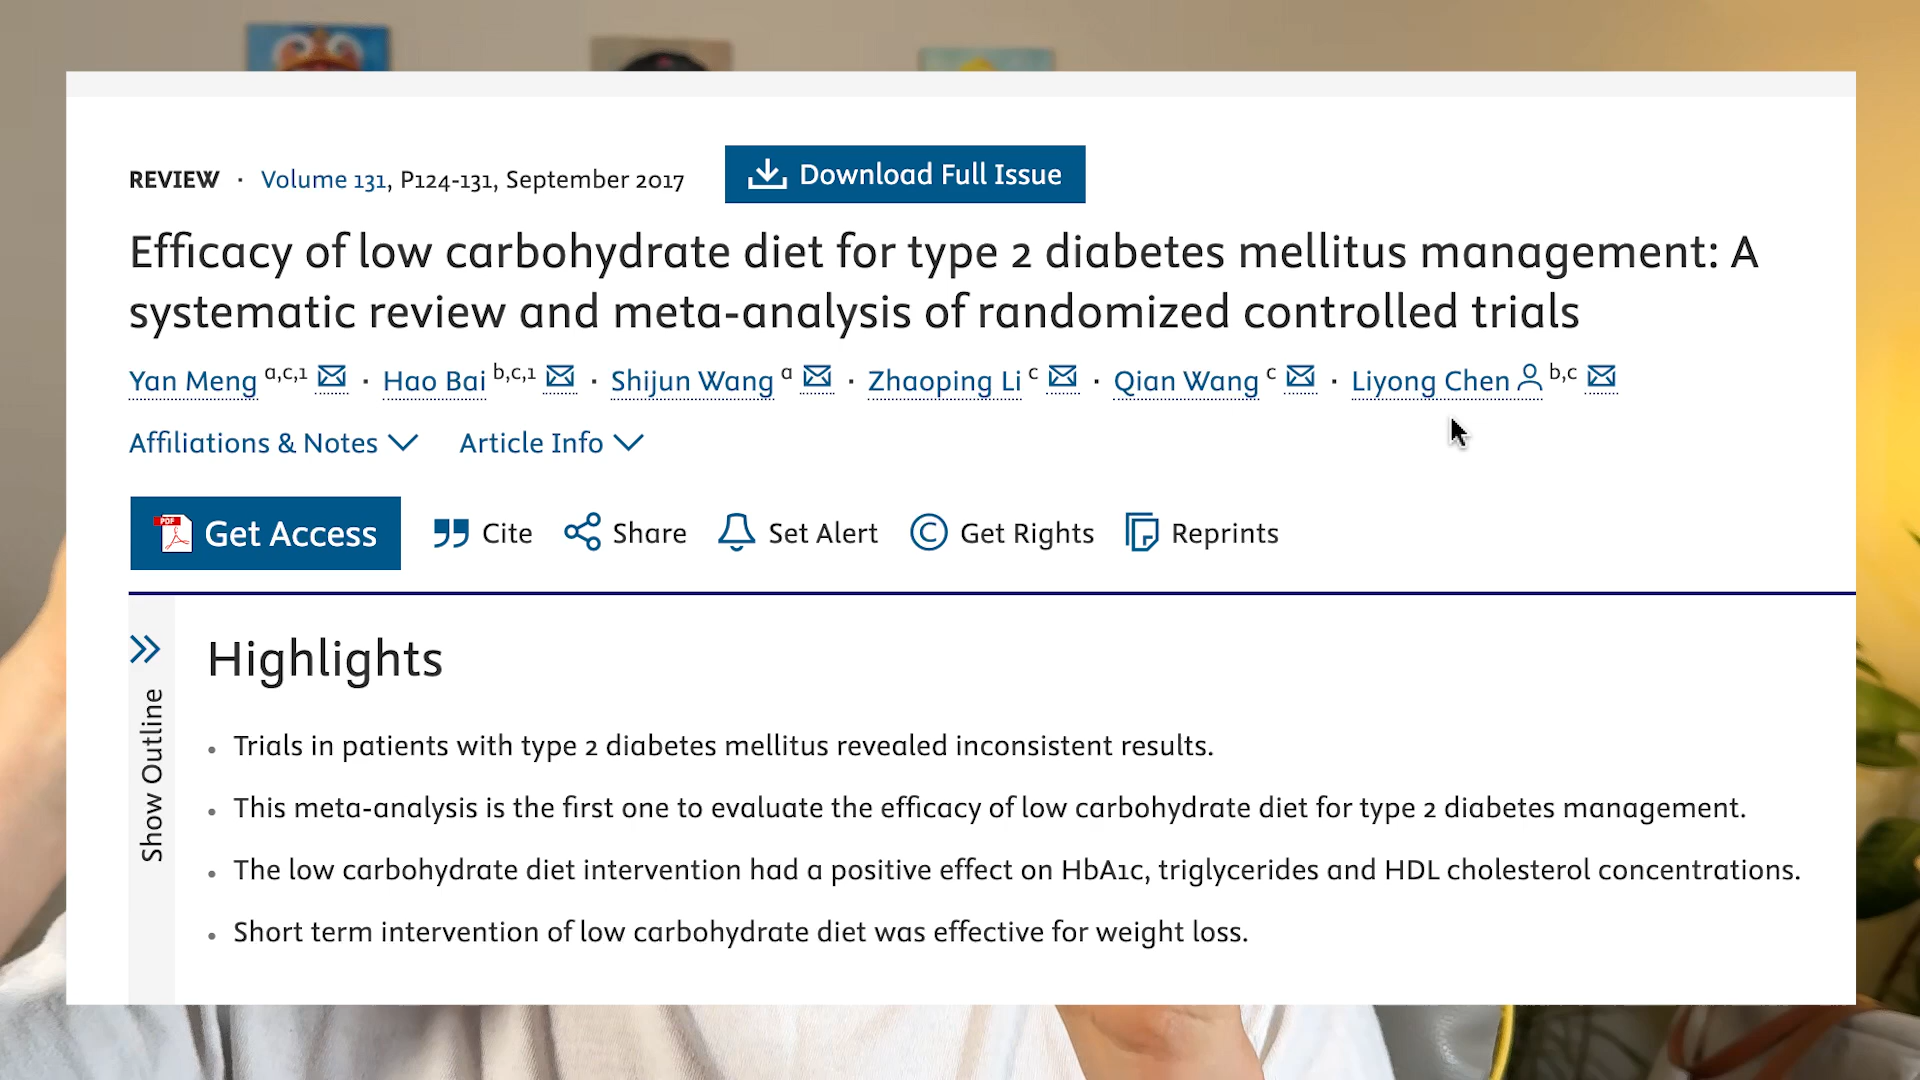 REVIEW · Volume 131, P124-131, September 2017
Download Full Issue
Efficacy of low carbohydrate diet for type 2 diabetes mellitus management: A
systematic review and meta-analysis of randomized controlled trials
Yan Meng a,c,1 · Hao Bai b,c,1 · Shijun Wang a · Zhaoping Li c · Qian Wang c · Liyong Chen b,c
Affiliations & Notes Article Info
PDF Get Access Cite Share Set Alert © Get Rights Reprints
Show Outline
Highlights
• Trials in patients with type 2 diabetes mellitus revealed inconsistent results.
• This meta-analysis is the first one to evaluate the efficacy of low carbohydrate diet for type 2 diabetes management.
• The low carbohydrate diet intervention had a positive effect on HbA1c, triglycerides and HDL cholesterol concentrations.
• Short term intervention of low carbohydrate diet was effective for weight loss.